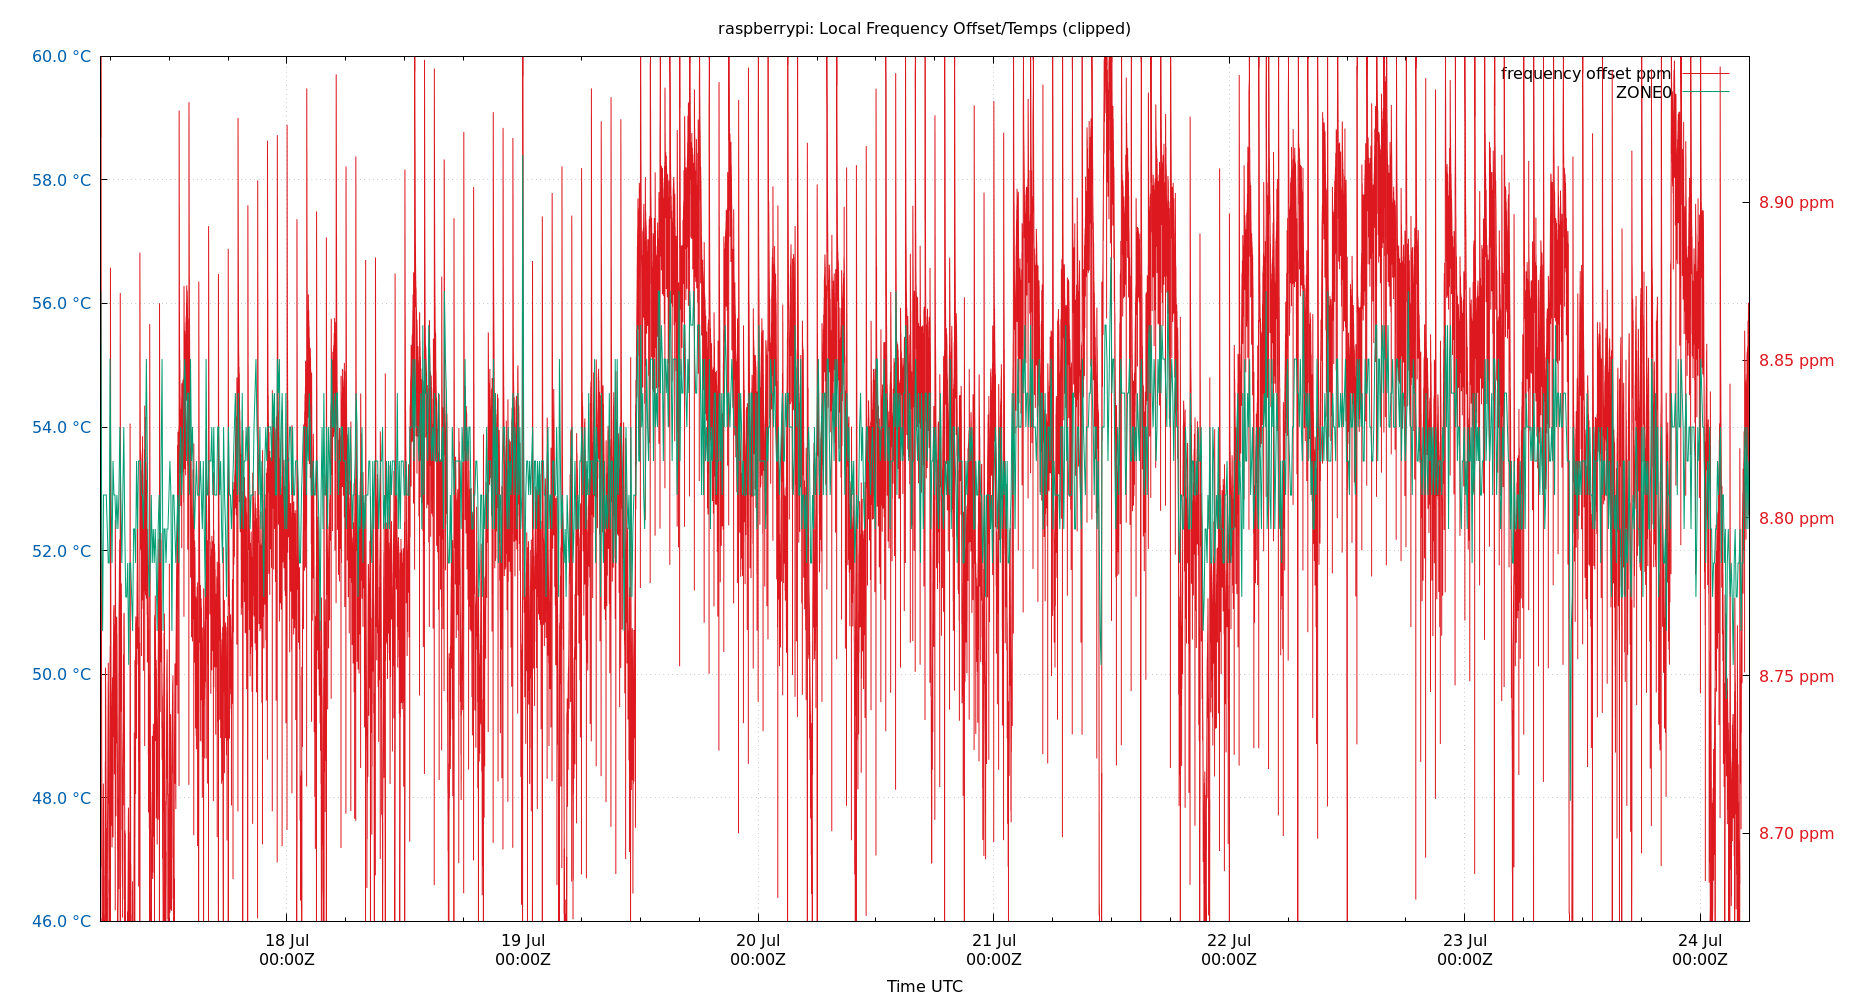 raspberrypi: Local Frequency Offset/Temps (clipped)
60.0 °C
58.0 °C
56.0 °C
54.0 °C
52.0 °C
50.0 °C
48.0 °C
46.0 °C
frequency offset ppm
ZONE0
8.90 ppm
8.85 ppm
8.80 ppm
8.75 ppm
8.70 ppm
18 Jul
00:00Z
19 Jul
00:00Z
20 Jul
00:00Z
21 Jul
00:00Z
22 Jul
00:00Z
23 Jul
00:00Z
24 Jul
00:00Z
Time UTC